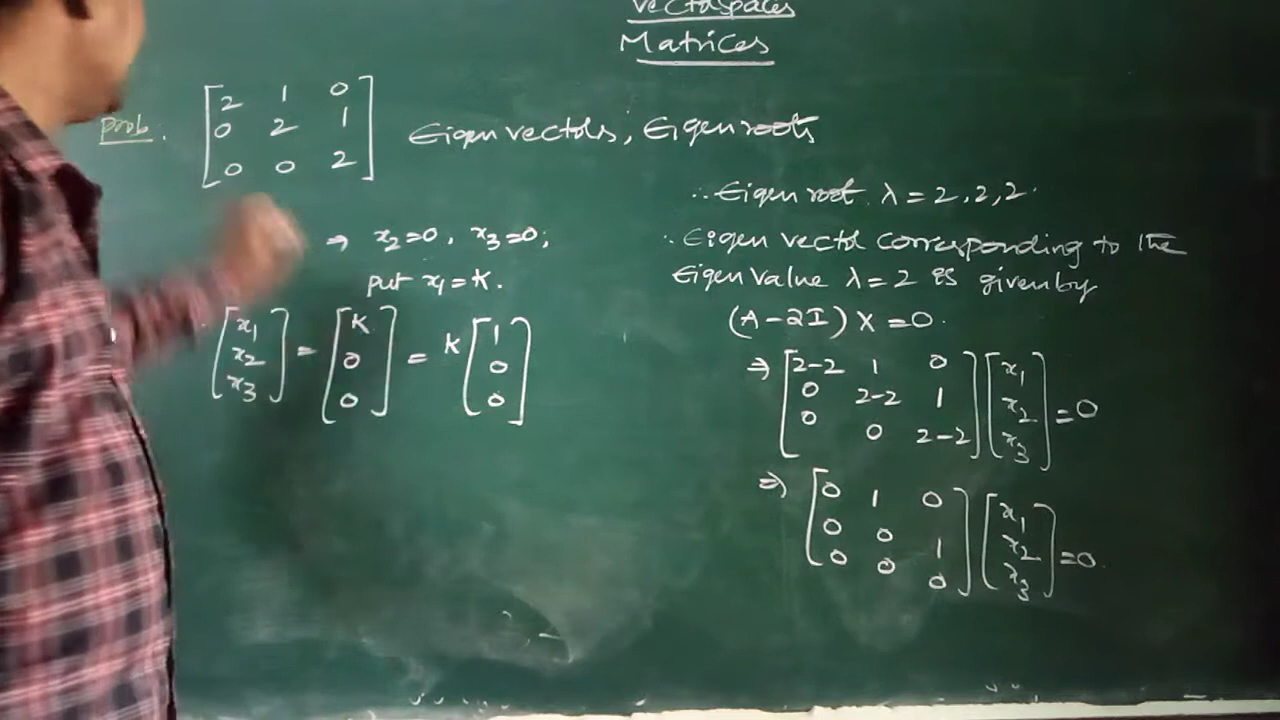 Vectorspaces
Matrices
Prob. [2 1 0
0 2 1
0 0 2] Eigen vectors, Eigen roots
⇒ x₂=0, x₃=0;
put x₁=K.
[x₁
x₂
x₃] = [K
0
0] = K [1
0
0]
∴ Eigen root λ=2,2,2.
∴ Eigen vector corresponding to the
Eigen value λ=2 is given by
(A-2I) X = 0.
⇒ [2-2 1 0
0 2-2 1
0 0 2-2] [x₁
x₂
x₃] =0
⇒ [0 1 0
0 0 1
0 0 0] [x₁
x₂
x₃] =0.